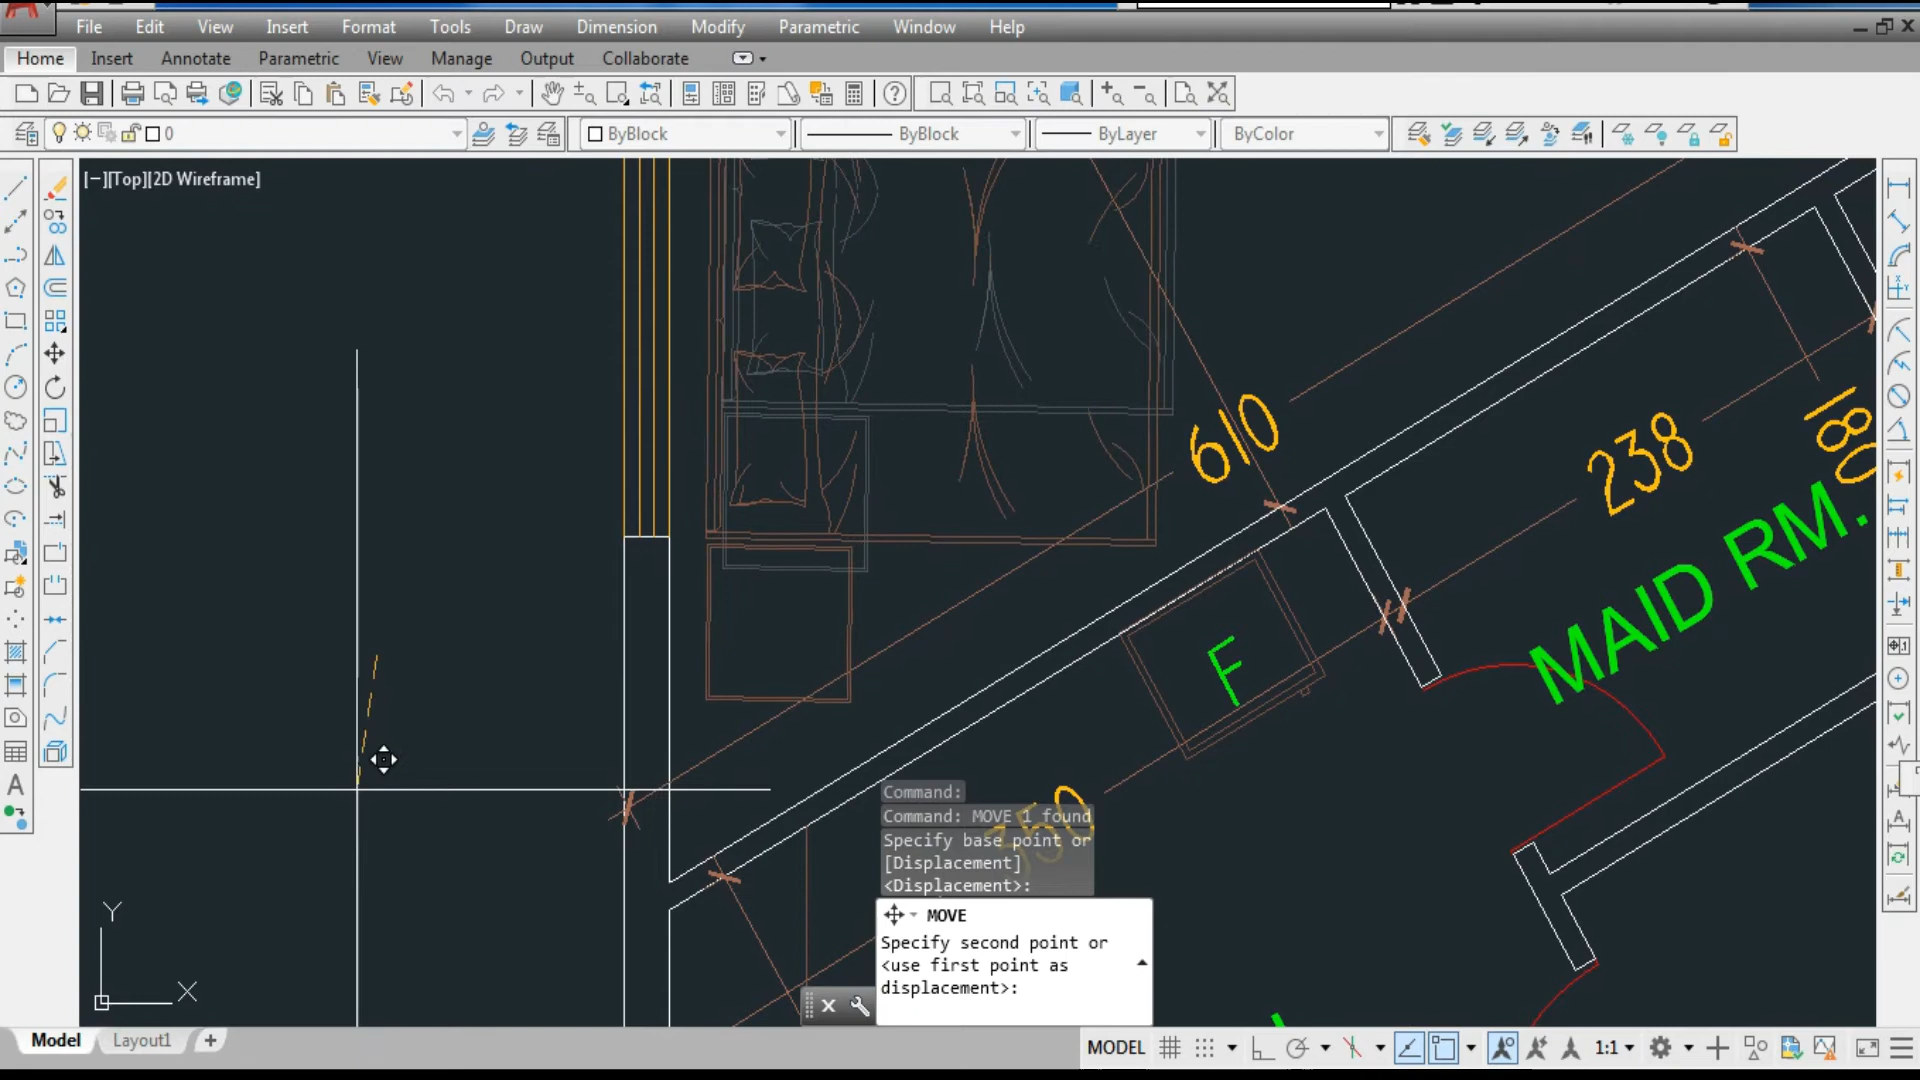 File Edit View Insert Format Tools Draw Dimension Modify Parametric Window Help
Home Insert Annotate Parametric View Manage Output Collaborate
0 ByBlock ByBlock ByLayer ByColor
[−][Top][2D Wireframe]
610
238
180
MAID RM.
F
350
Command:
Command: MOVE 1 found
Specify base point or
[Displacement]
<Displacement>:
MOVE
Specify second point or
<use first point as
displacement>:
Y
X
Model Layout1 +
MODEL 1:1